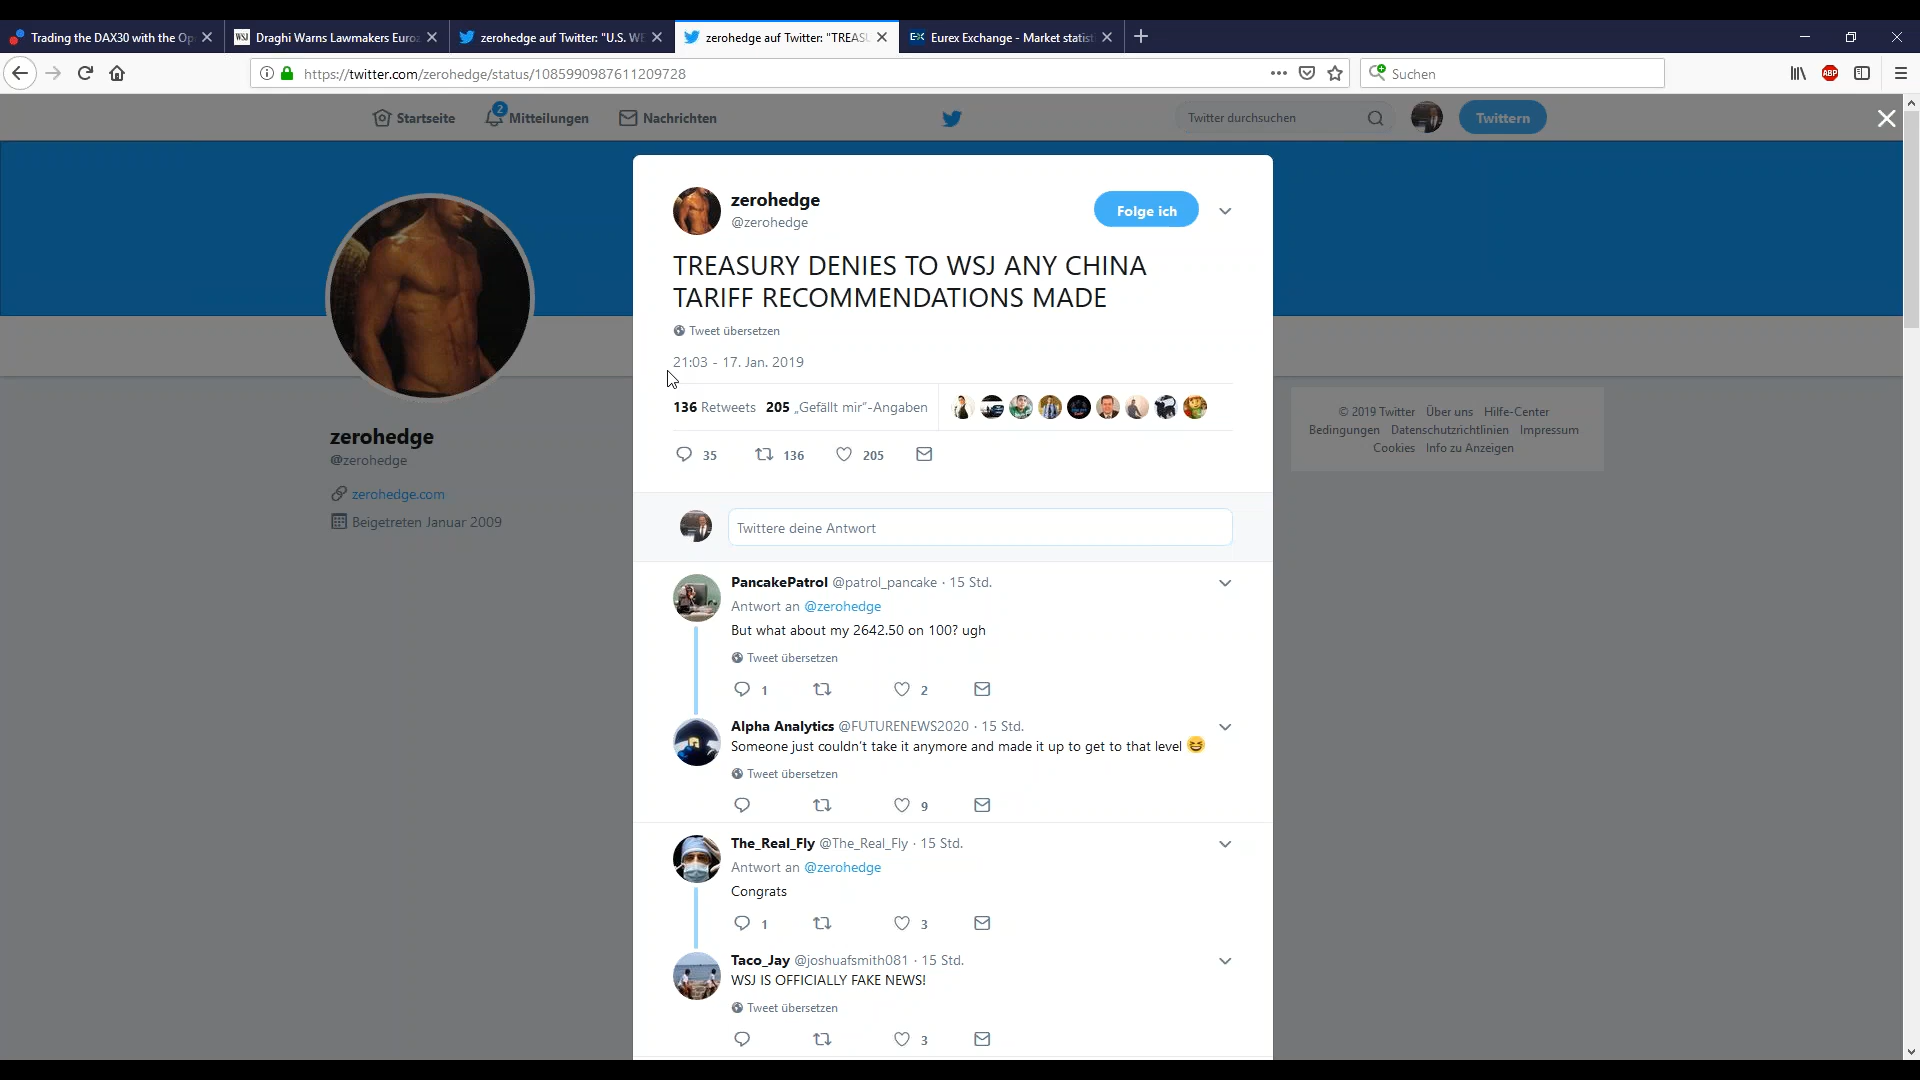 Trading the DAX30 with the Op
Draghi Warns Lawmakers Euroz
zerohedge auf Twitter: "U.S. WE
zerohedge auf Twitter: "TREASU
Eurex Exchange - Market statisti
https://twitter.com/zerohedge/status/1085990987611209728
Suchen
ABP
Startseite
2
Mitteilungen
Nachrichten
Twitter durchsuchen
Twittern
zerohedge
@zerohedge
Folge ich
TREASURY DENIES TO WSJ ANY CHINA
TARIFF RECOMMENDATIONS MADE
Tweet übersetzen
21:03 - 17. Jan. 2019
136 Retweets 205 „Gefällt mir“-Angaben
35 136 205
Twittere deine Antwort
PancakePatrol @patrol_pancake · 15 Std.
Antwort an @zerohedge
But what about my 2642.50 on 100? ugh
Tweet übersetzen
1 2
Alpha Analytics @FUTURENEWS2020 · 15 Std.
Someone just couldn't take it anymore and made it up to get to that level
Tweet übersetzen
9
The_Real_Fly @The_Real_Fly · 15 Std.
Antwort an @zerohedge
Congrats
1 3
Taco_Jay @joshuafsmith081 · 15 Std.
WSJ IS OFFICIALLY FAKE NEWS!
Tweet übersetzen
3
zerohedge
@zerohedge
zerohedge.com
Beigetreten Januar 2009
© 2019 Twitter Über uns Hilfe-Center
Bedingungen Datenschutzrichtlinien Impressum
Cookies Info zu Anzeigen